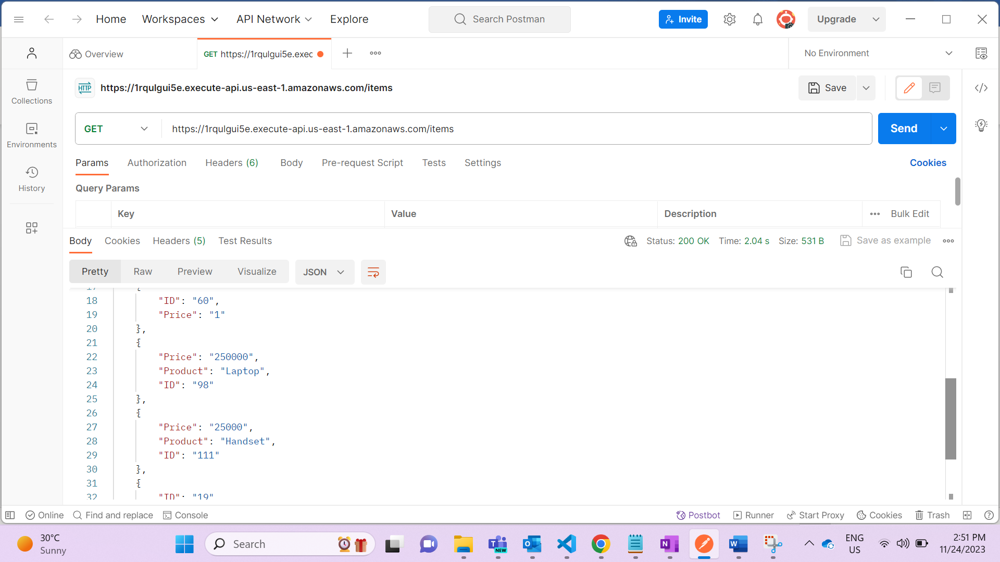 Home Workspaces API Network Explore Search Postman Invite Upgrade
Overview GET https://1rqulgui5e.exec No Environment
HTTP https://1rqulgui5e.execute-api.us-east-1.amazonaws.com/items Save
Collections
GET https://1rqulgui5e.execute-api.us-east-1.amazonaws.com/items Send
Environments
Params Authorization Headers (6) Body Pre-request Script Tests Settings Cookies
History
Query Params
Key Value Description Bulk Edit
Body Cookies Headers (5) Test Results Status: 200 OK Time: 2.04 s Size: 531 B Save as example
Pretty Raw Preview Visualize JSON
17 {
18 "ID": "60",
19 "Price": "1"
20 },
21 {
22 "Price": "250000",
23 "Product": "Laptop",
24 "ID": "98"
25 },
26 {
27 "Price": "25000",
28 "Product": "Handset",
29 "ID": "111"
30 },
31 {
32 "ID": "19"
Online Find and replace Console Postbot Runner Start Proxy Cookies Trash
30°C
Sunny
Search
NEW
ENG
US
2:51 PM
11/24/2023